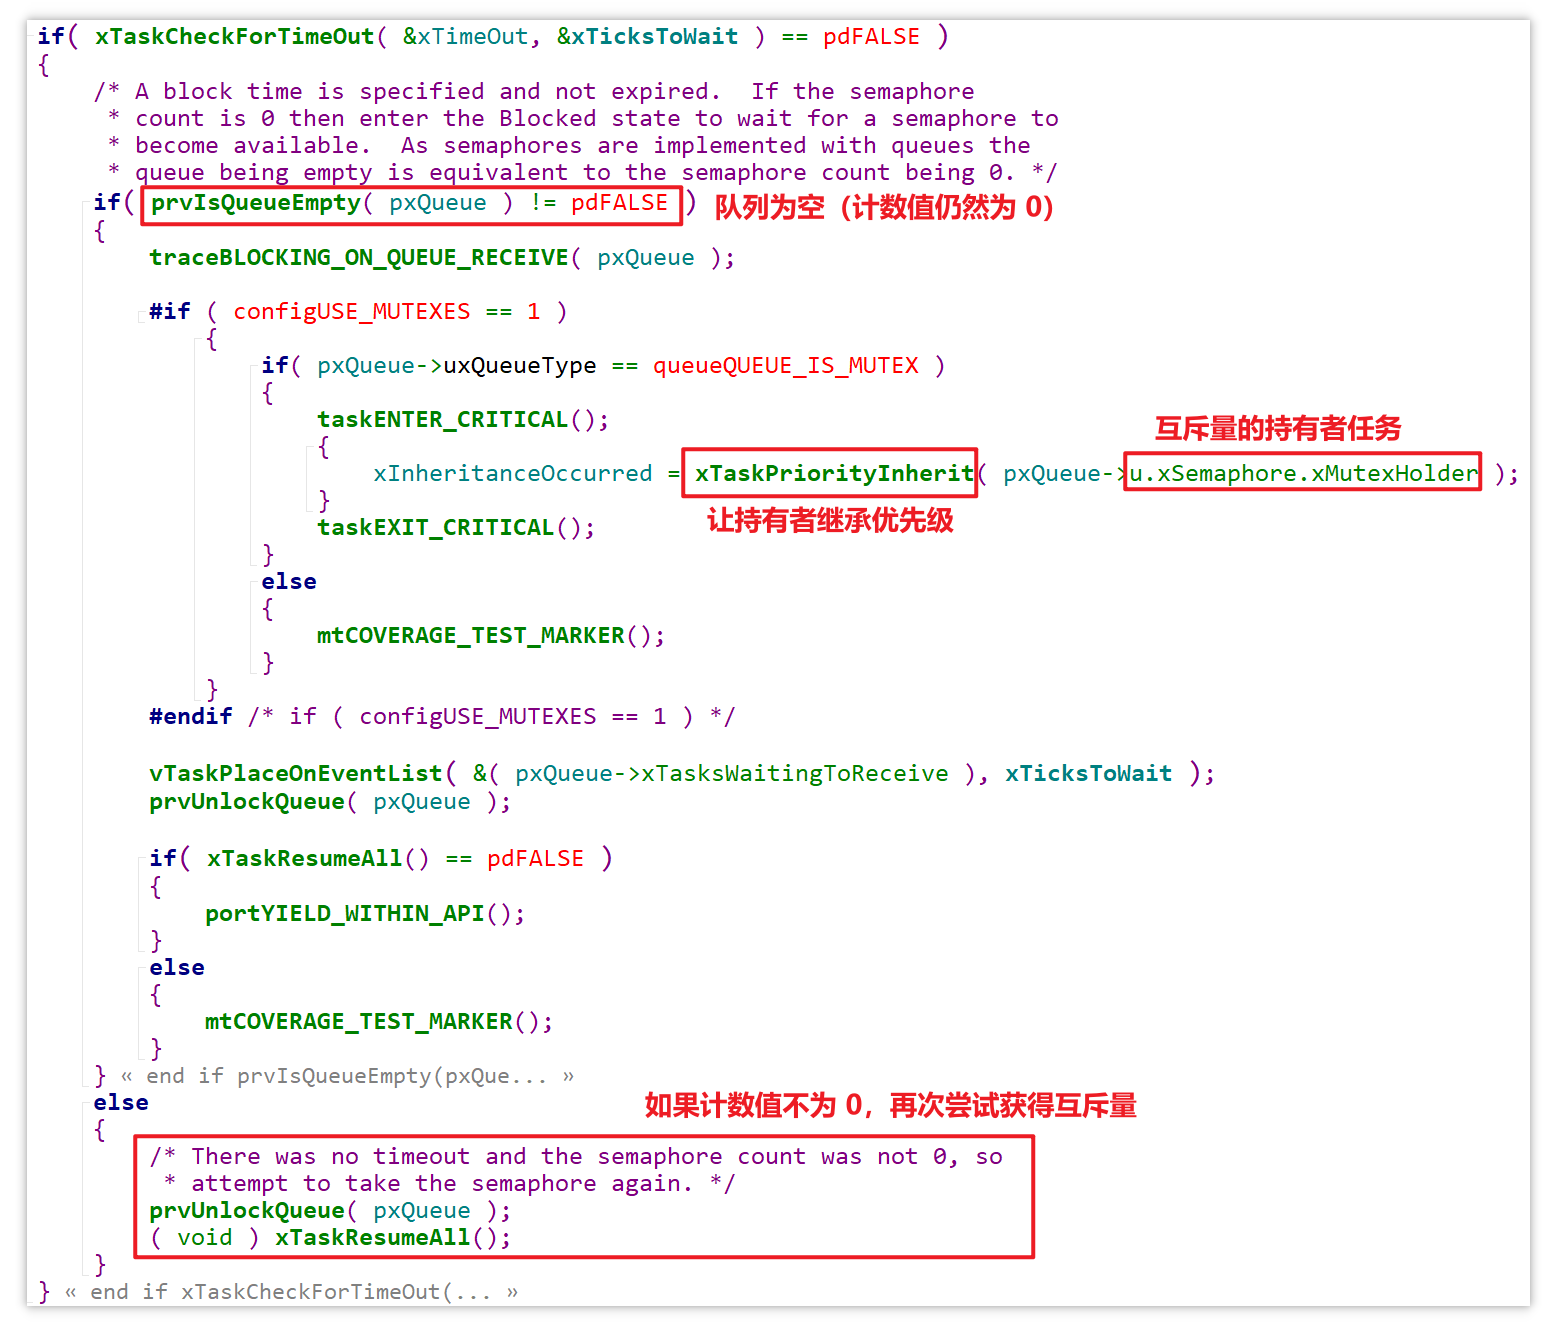 if( xTaskCheckForTimeOut( &xTimeOut, &xTicksToWait ) == pdFALSE )
{
    /* A block time is specified and not expired.  If the semaphore
     * count is 0 then enter the Blocked state to wait for a semaphore to
     * become available.  As semaphores are implemented with queues the
     * queue being empty is equivalent to the semaphore count being 0. */
    if( prvIsQueueEmpty( pxQueue ) != pdFALSE ) 队列为空（计数值仍然为 0）
    {
        traceBLOCKING_ON_QUEUE_RECEIVE( pxQueue );
        #if ( configUSE_MUTEXES == 1 )
            {
                if( pxQueue->uxQueueType == queueQUEUE_IS_MUTEX )
                {
                    taskENTER_CRITICAL();
互斥量的持有者任务
                    {
                        xInheritanceOccurred = xTaskPriorityInherit( pxQueue->u.xSemaphore.xMutexHolder );
                    }
让持有者继承优先级
                    taskEXIT_CRITICAL();
                }
                else
                {
                    mtCOVERAGE_TEST_MARKER();
                }
            }
        #endif /* if ( configUSE_MUTEXES == 1 ) */
        vTaskPlaceOnEventList( &( pxQueue->xTasksWaitingToReceive ), xTicksToWait );
        prvUnlockQueue( pxQueue );
        if( xTaskResumeAll() == pdFALSE )
        {
            portYIELD_WITHIN_API();
        }
        else
        {
            mtCOVERAGE_TEST_MARKER();
        }
    } « end if prvIsQueueEmpty(pxQue... »
    else
如果计数值不为 0，再次尝试获得互斥量
    {
        /* There was no timeout and the semaphore count was not 0, so
         * attempt to take the semaphore again. */
        prvUnlockQueue( pxQueue );
        ( void ) xTaskResumeAll();
    }
} « end if xTaskCheckForTimeOut(... »